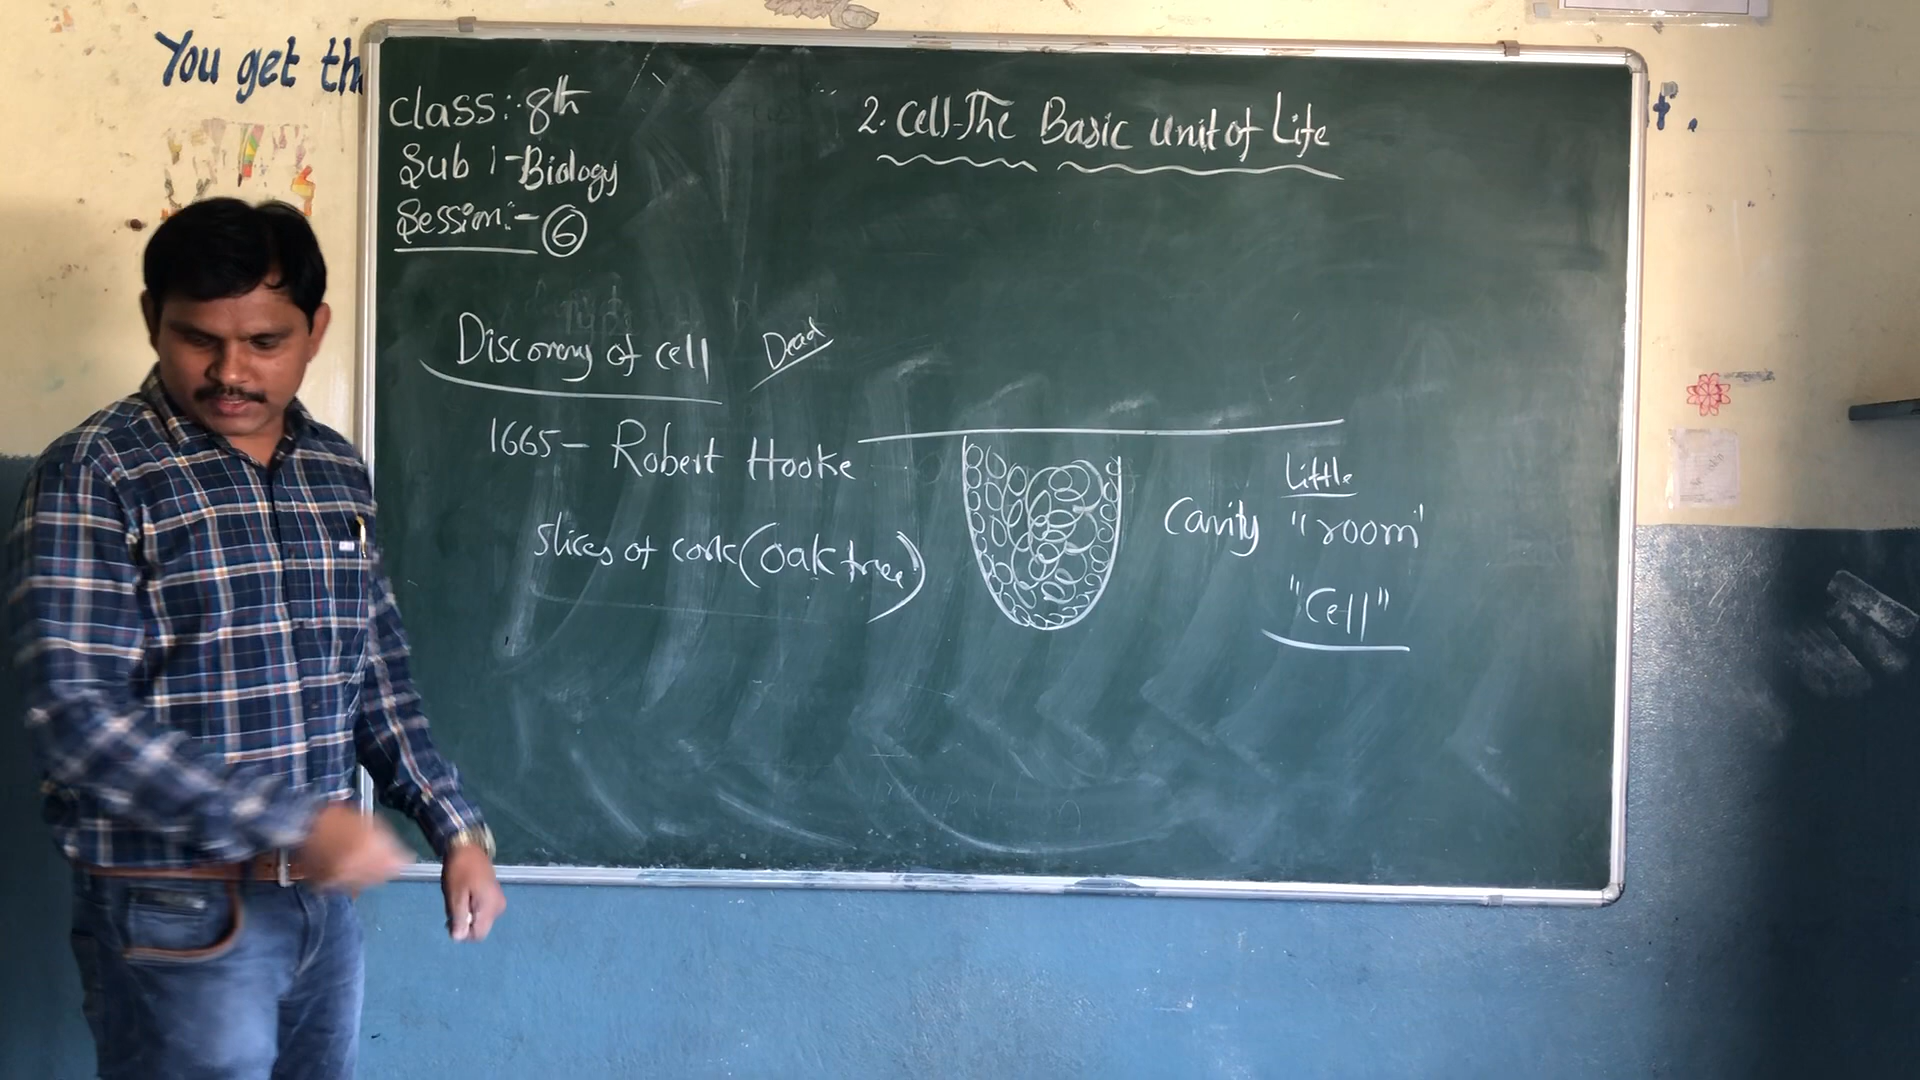 You get th
Class:- 8th
Sub :- Biology
Session:- 6
2. Cell-The Basic Unit of Life
Discovery of cell
Dead
1665- Robert Hooke
slices of cork (oak tree)
Cavity
Little
"room"
"Cell"